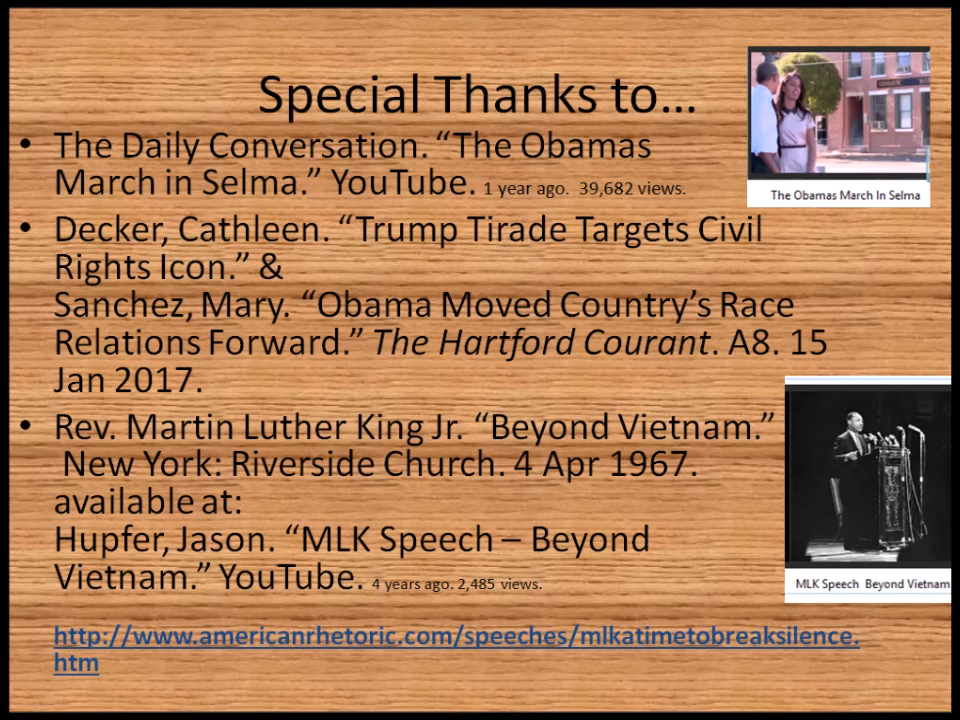 Special Thanks to…
• The Daily Conversation. “The Obamas
March in Selma.” YouTube. 1 year ago. 39,682 views.
The Obamas March In Selma
• Decker, Cathleen. “Trump Tirade Targets Civil
Rights Icon.” &
Sanchez, Mary. “Obama Moved Country’s Race
Relations Forward.” The Hartford Courant. A8. 15
Jan 2017.
• Rev. Martin Luther King Jr. “Beyond Vietnam.”
New York: Riverside Church. 4 Apr 1967.
available at:
Hupfer, Jason. “MLK Speech – Beyond
Vietnam.” YouTube. 4 years ago. 2,485 views.
MLK Speech Beyond Vietnam
http://www.americanrhetoric.com/speeches/mlkatimetobreaksilence.
htm